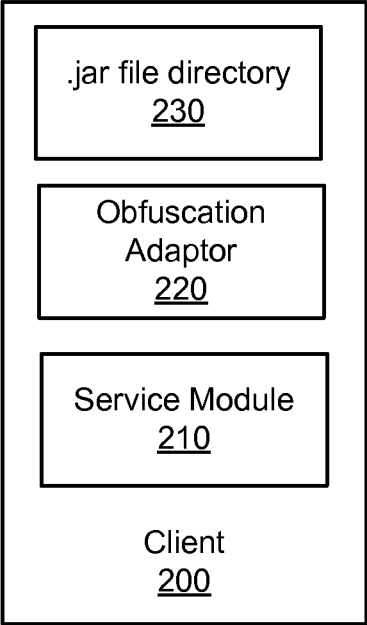 .jar file directory
230
Obfuscation
Adaptor
220
Service Module
210
Client
200